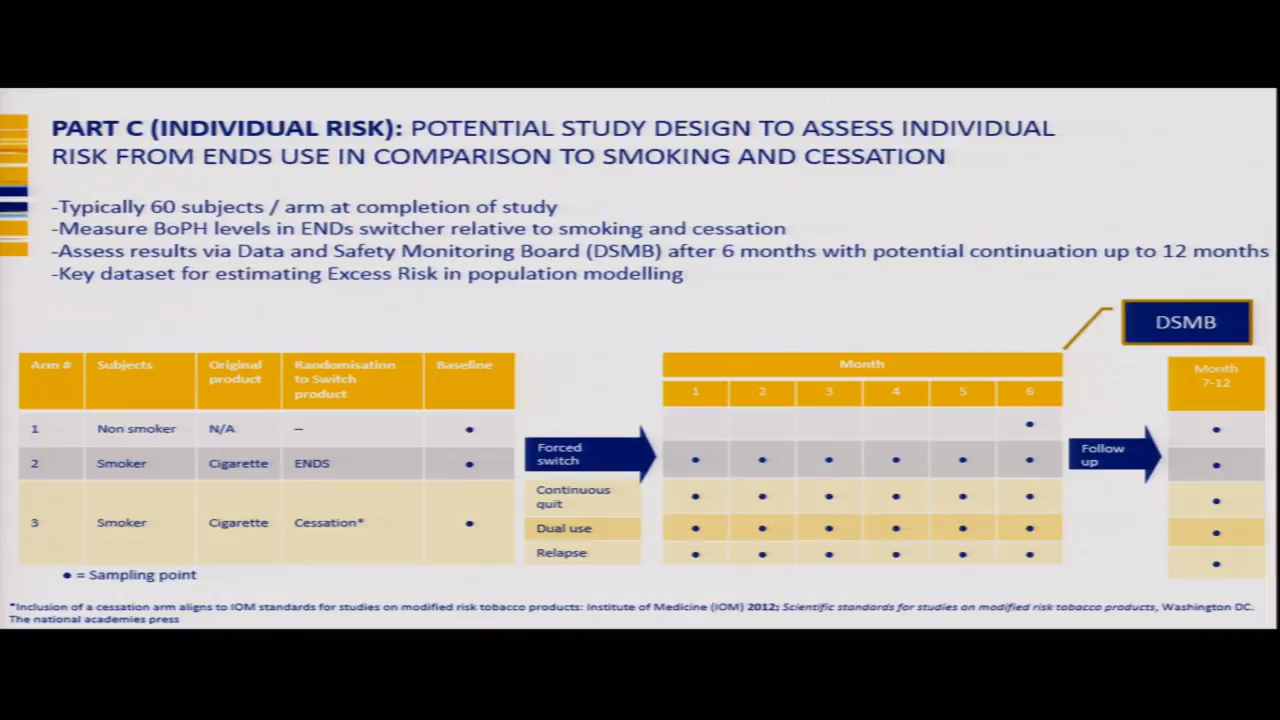 PART C (INDIVIDUAL RISK): POTENTIAL STUDY DESIGN TO ASSESS INDIVIDUAL
RISK FROM ENDS USE IN COMPARISON TO SMOKING AND CESSATION
-Typically 60 subjects / arm at completion of study
-Measure BoPH levels in ENDs switcher relative to smoking and cessation
-Assess results via Data and Safety Monitoring Board (DSMB) after 6 months with potential continuation up to 12 months
-Key dataset for estimating Excess Risk in population modelling
DSMB
Arm # Subjects Original product Randomisation to Switch product Baseline
Month
Month 7-12
1 2 3 4 5 6
1 Non smoker N/A – •
•
•
2 Smoker Cigarette ENDS •
Forced switch
• • • • • •
Follow up
•
3 Smoker Cigarette Cessation* •
Continuous quit • • • • • • •
Dual use • • • • • • •
Relapse • • • • • • •
• = Sampling point
*Inclusion of a cessation arm aligns to IOM standards for studies on modified risk tobacco products: Institute of Medicine (IOM) 2012; Scientific standards for studies on modified risk tobacco products, Washington DC.
The national academies press